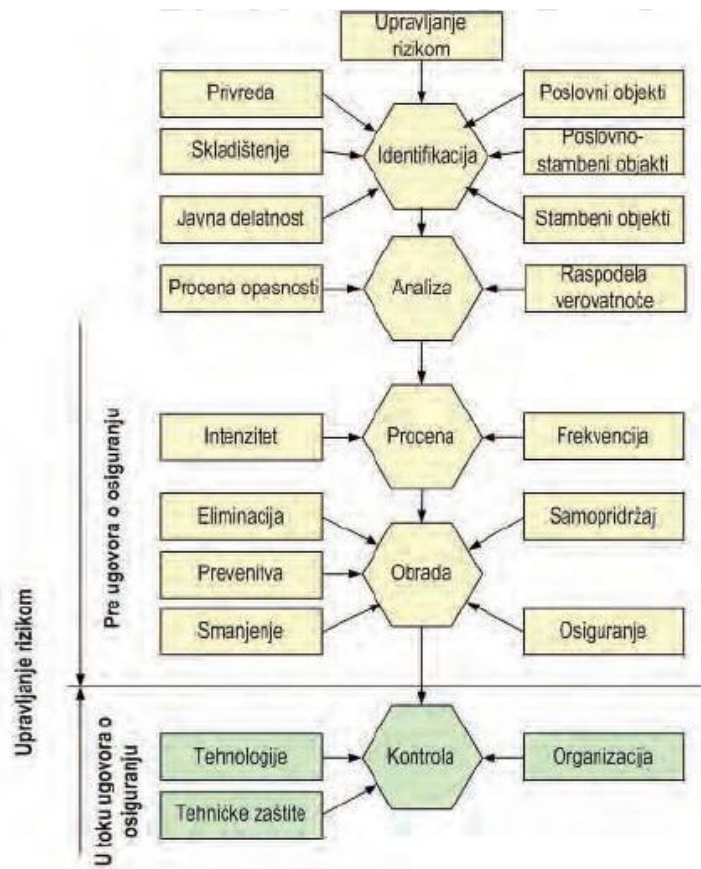 Upravljanje
rizikom
Privreda
Poslovni objekti
Skladištenje
Identifikacija
Poslovno-
stambeni objakti
Javna delatnost
Stambeni objekti
Procena opasnosti
Analiza
Raspodela
verovatnoće
Intenzitet
Procena
Frekvencija
Eliminacija
Samopridržaj
Prevenitva
Obrada
Smanjenje
Osiguranje
Tehnologije
Kontrola
Organizacija
Tehničke zaštite
Upravljanje rizikom
Pre ugovora o osiguranju
U toku ugovora o
osiguranju